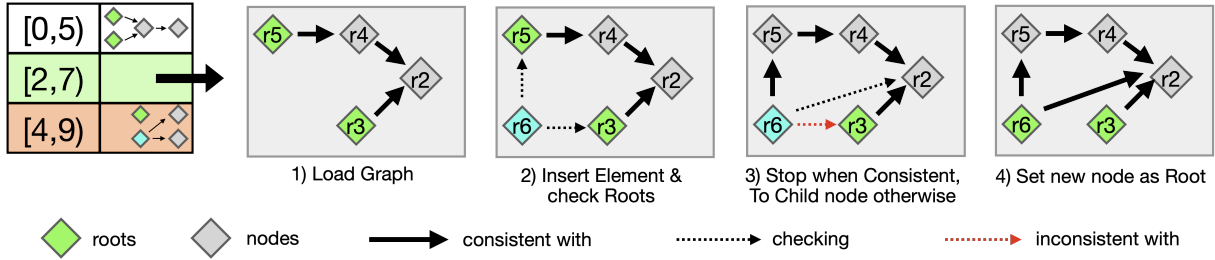 [0,5)
[2,7)
[4,9)
r5
r4
r2
r3
r5
r4
r2
r6
r3
r5
r4
r2
r6
r3
r5
r4
r2
r6
r3
1) Load Graph
2) Insert Element &
check Roots
3) Stop when Consistent,
To Child node otherwise
4) Set new node as Root
roots
nodes
consistent with
checking
inconsistent with